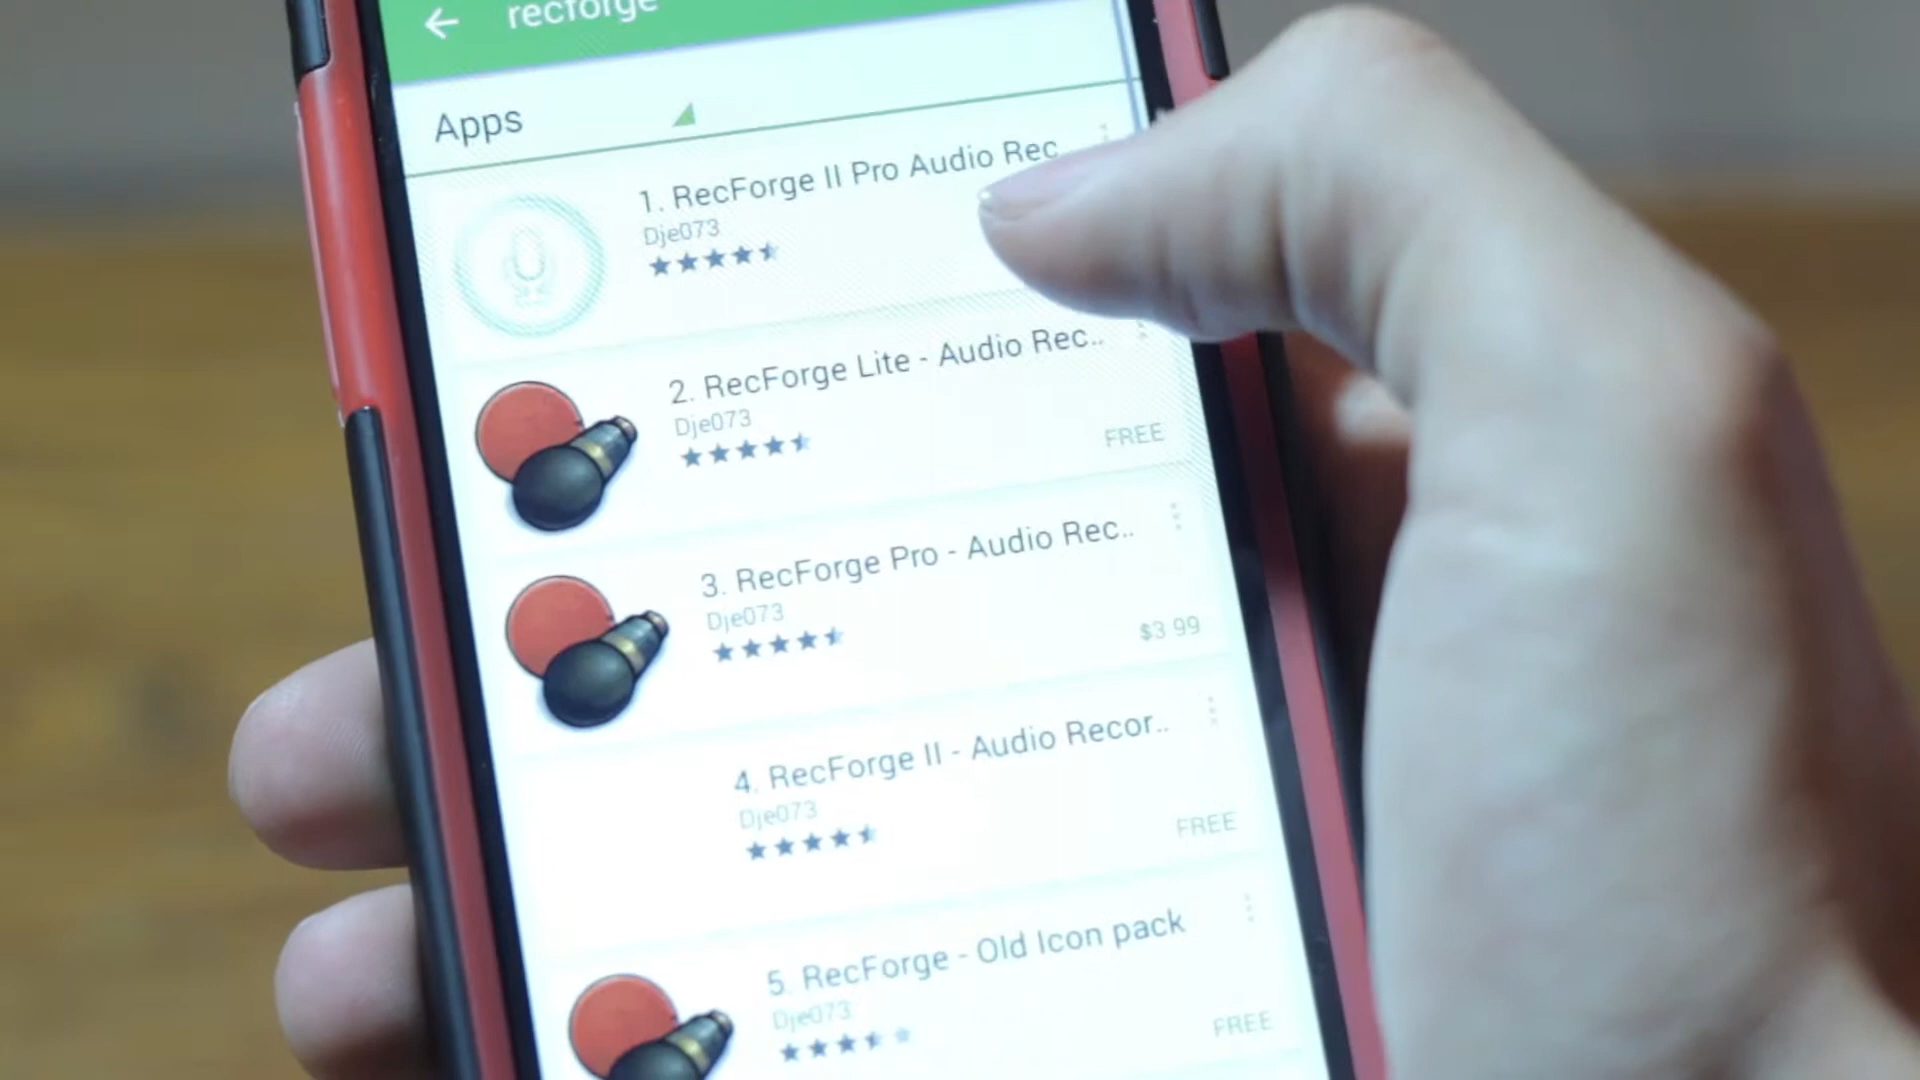 recforge
Apps
1. RecForge II Pro Audio Rec..
Dje073
2. RecForge Lite - Audio Rec..
Dje073
FREE
3. RecForge Pro - Audio Rec..
Dje073
$3 99
4. RecForge II - Audio Recor..
Dje073
FREE
5. RecForge - Old Icon pack
Dje073
FREE